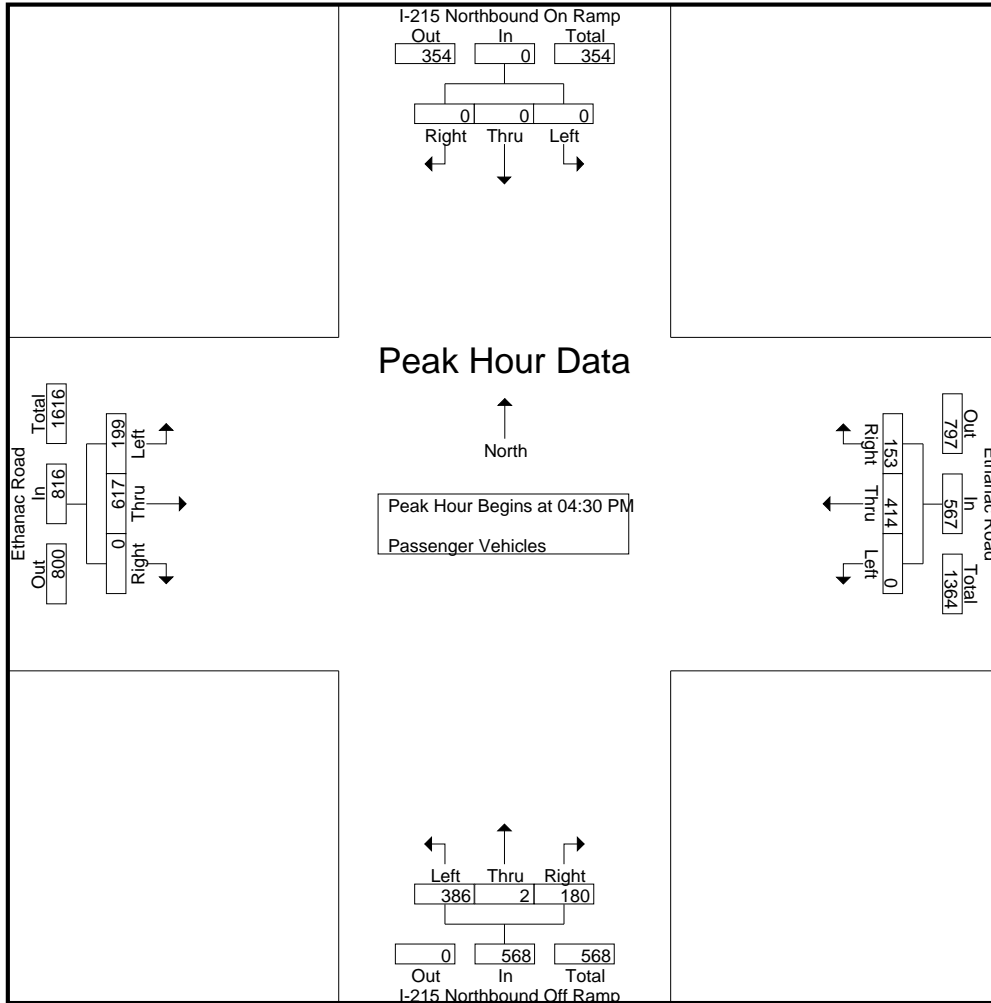 I-215 Northbound On Ramp
Out In Total
354 0 354
0 0 0
Right Thru Left
Peak Hour Data
North
Peak Hour Begins at 04:30 PM
Passenger Vehicles
Ethanac Road
Total In Out
1616 816 800
199 617 0
Left Thru Right
Ethanac Road
Out In Total
797 567 1364
153 414 0
Right Thru Left
Left Thru Right
386 2 180
0 568 568
Out In Total
I-215 Northbound Off Ramp